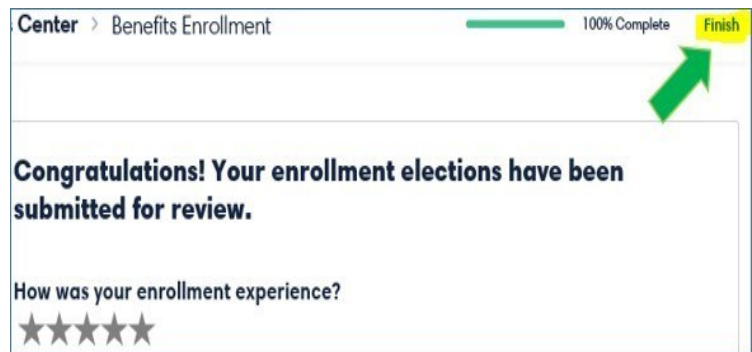 Center > Benefits Enrollment 100% Complete Finish
Congratulations! Your enrollment elections have been
submitted for review.
How was your enrollment experience?